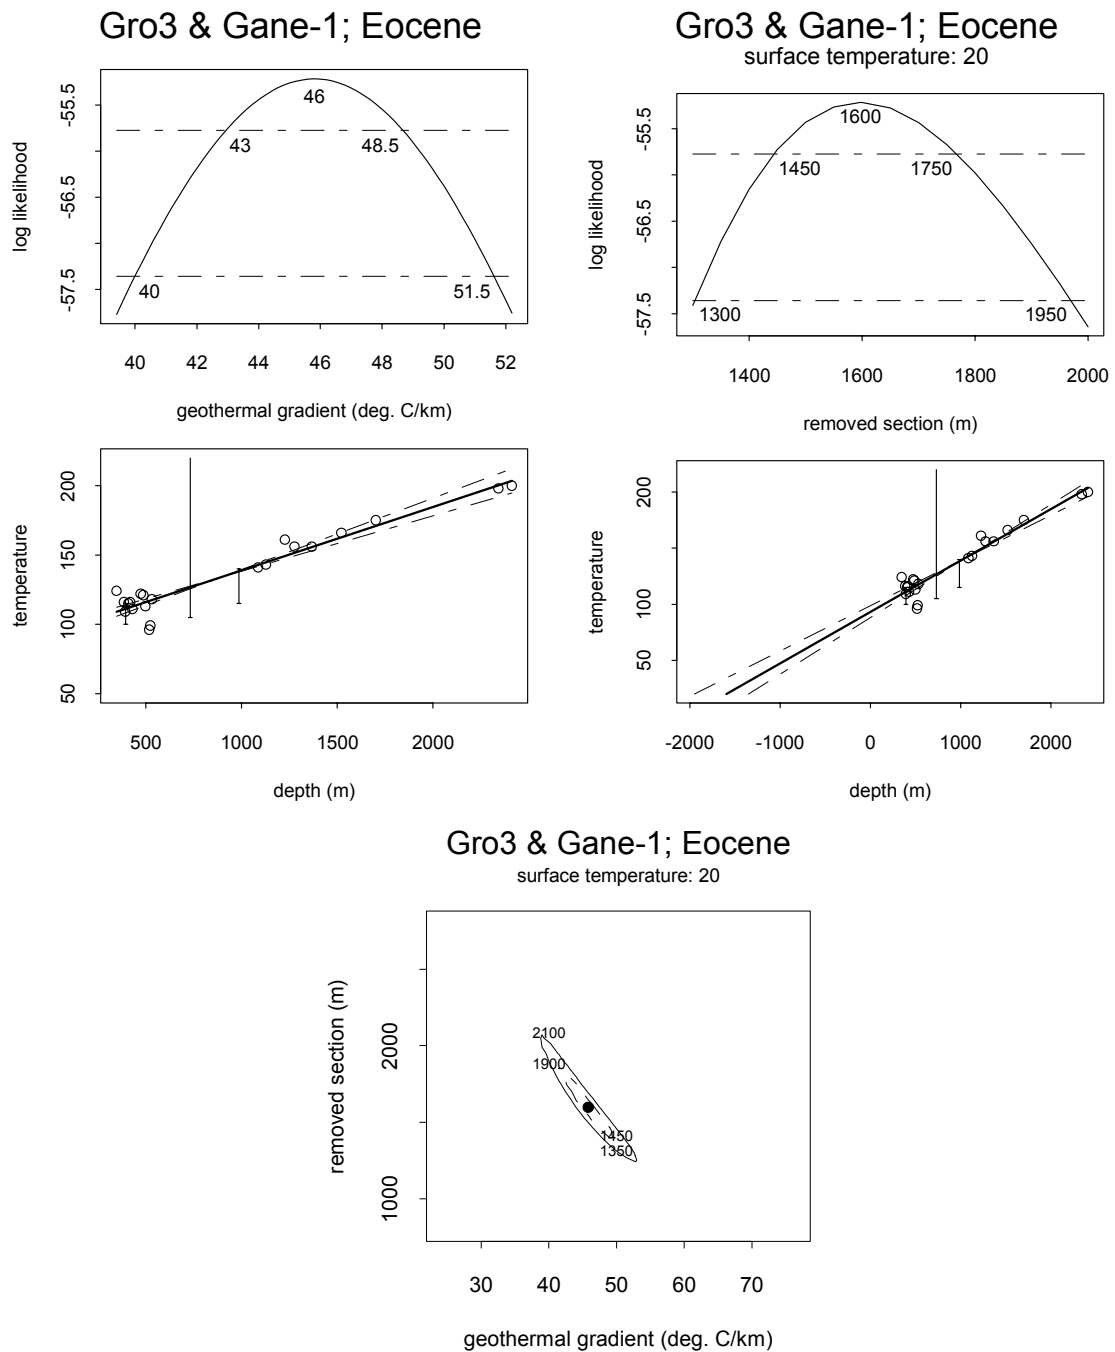 Gro3 & Gane-1; Eocene
46
43
48.5
40
51.5
-55.5
-56.5
-57.5
log likelihood
40 42 44 46 48 50 52
geothermal gradient (deg. C/km)
Gro3 & Gane-1; Eocene
surface temperature: 20
1600
1450
1750
1300
1950
-55.5
-56.5
-57.5
log likelihood
1400 1600 1800 2000
removed section (m)
200
150
100
50
temperature
500 1000 1500 2000
depth (m)
200
100
50
temperature
-2000 -1000 0 1000 2000
depth (m)
Gro3 & Gane-1; Eocene
surface temperature: 20
2100
1900
1450
1350
2000
1000
removed section (m)
30 40 50 60 70
geothermal gradient (deg. C/km)